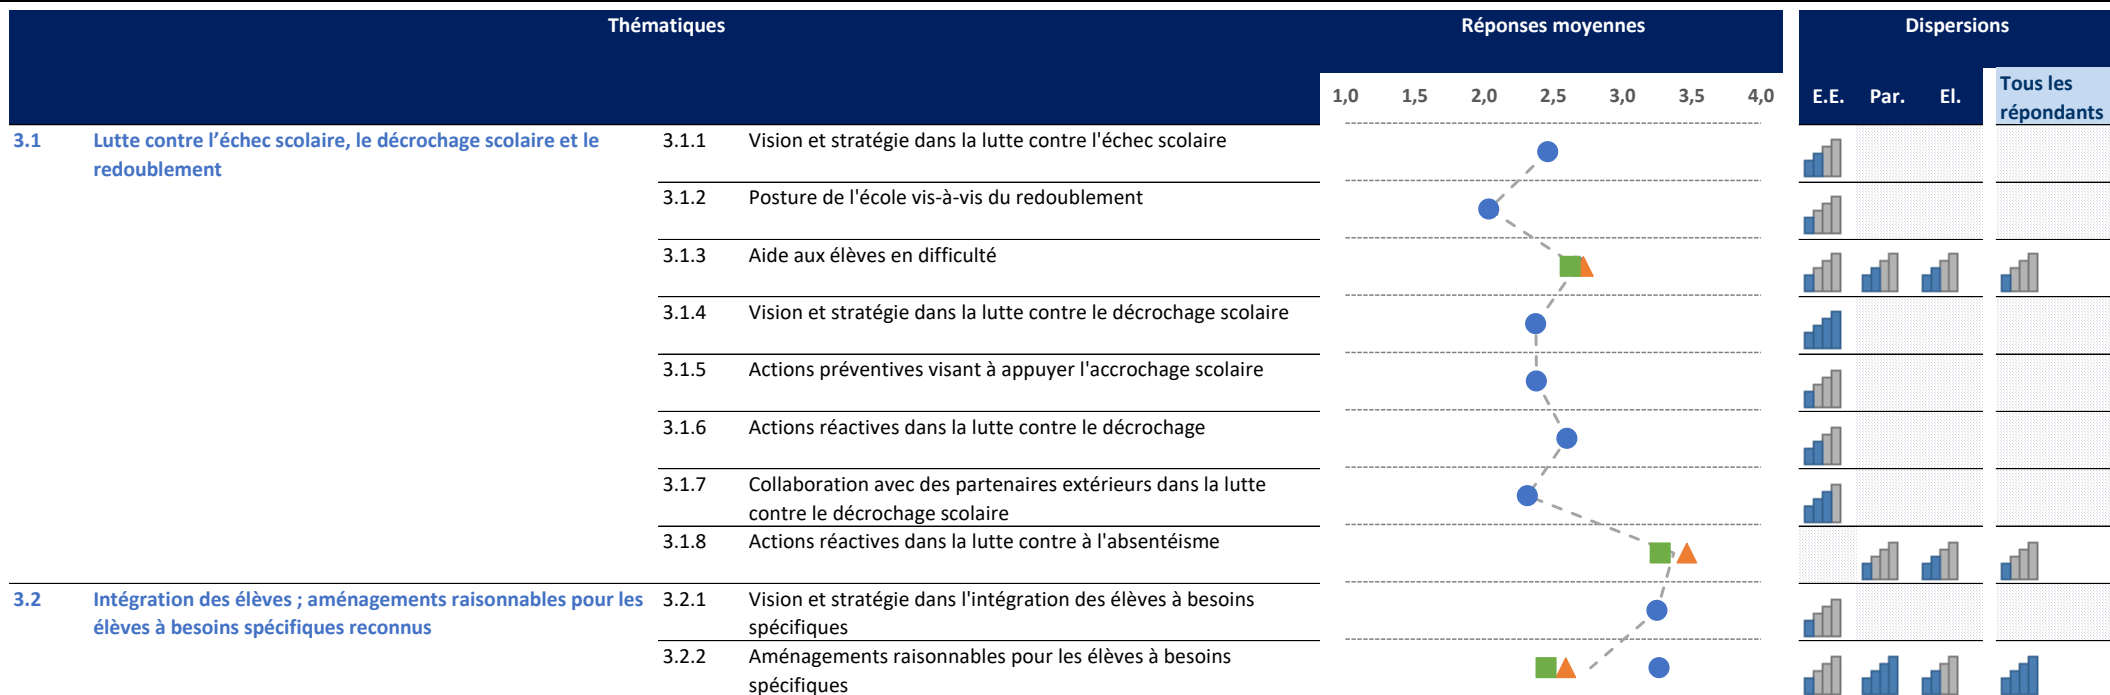 Thématiques
Réponses moyennes
Dispersions
1,0 1,5 2,0 2,5 3,0 3,5 4,0
E.E. Par. El. Tous les
répondants
3.1 Lutte contre l’échec scolaire, le décrochage scolaire et le
redoublement
3.1.1 Vision et stratégie dans la lutte contre l'échec scolaire
3.1.2 Posture de l'école vis-à-vis du redoublement
3.1.3 Aide aux élèves en difficulté
3.1.4 Vision et stratégie dans la lutte contre le décrochage scolaire
3.1.5 Actions préventives visant à appuyer l'accrochage scolaire
3.1.6 Actions réactives dans la lutte contre le décrochage
3.1.7 Collaboration avec des partenaires extérieurs dans la lutte
contre le décrochage scolaire
3.1.8 Actions réactives dans la lutte contre à l'absentéisme
3.2 Intégration des élèves ; aménagements raisonnables pour les
élèves à besoins spécifiques reconnus
3.2.1 Vision et stratégie dans l'intégration des élèves à besoins
spécifiques
3.2.2 Aménagements raisonnables pour les élèves à besoins
spécifiques